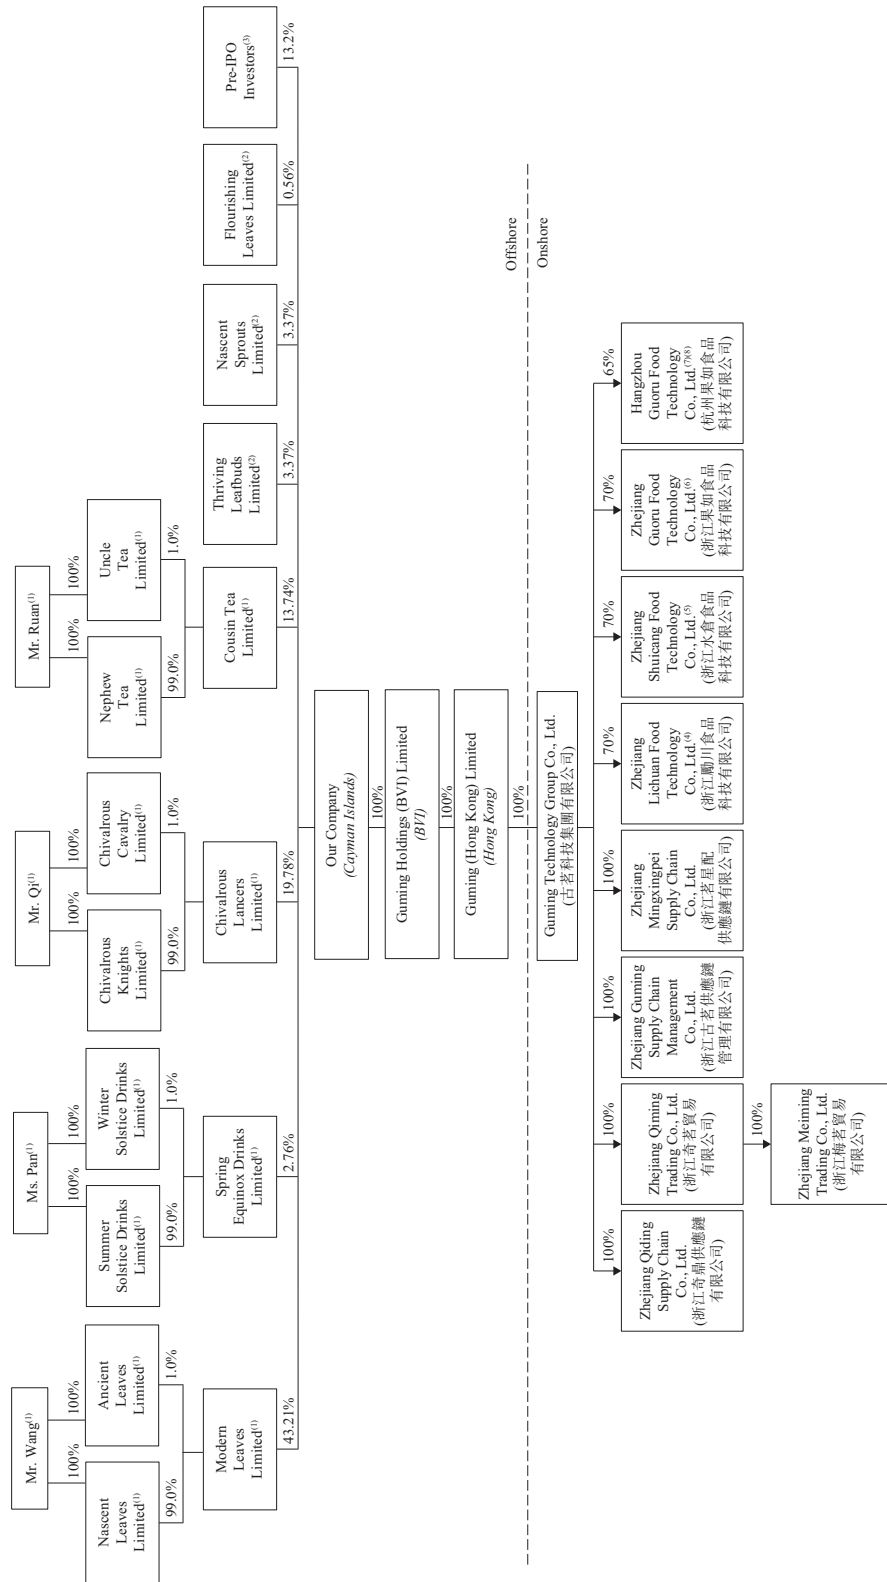 Mr. Wang(1)
Ms. Pan(1)
Mr. Qi(1)
Mr. Ruan(1)
100%
100%
100%
100%
100%
100%
100%
100%
Nascent
Leaves
Limited(1)
Ancient
Leaves
Limited(1)
Summer
Solstice Drinks
Limited(1)
Winter
Solstice Drinks
Limited(1)
Chivalrous
Knights
Limited(1)
Chivalrous
Cavalry
Limited(1)
Nephew
Tea
Limited(1)
Uncle
Tea
Limited(1)
99.0%
1.0%
99.0%
1.0%
99.0%
1.0%
99.0%
1.0%
Modern
Leaves
Limited(1)
Spring
Equinox Drinks
Limited(1)
Chivalrous
Lancers
Limited(1)
Cousin Tea
Limited(1)
Thriving
Leafbuds
Limited(2)
Nascent
Sprouts
Limited(2)
Flourishing
Leaves Limited(2)
Pre-IPO
Investors(3)
43.21%
2.76%
19.78%
13.74%
3.37%
3.37%
0.56%
13.2%
Our Company
(Cayman Islands)
100%
Guming Holdings (BVI) Limited
(BVI)
100%
Guming (Hong Kong) Limited
(Hong Kong)
100%
Offshore
Onshore
Guming Technology Group Co., Ltd.
(古茗科技集團有限公司)
100%
100%
100%
100%
70%
70%
70%
65%
Zhejiang Qiding
Supply Chain
Co., Ltd.
(浙江奇鼎供應鏈
有限公司)
Zhejiang Qiming
Trading Co., Ltd.
(浙江奇茗貿易
有限公司)
Zhejiang Guming
Supply Chain
Management
Co., Ltd.
(浙江古茗供應鏈
管理有限公司)
Zhejiang
Mingxingpei
Supply Chain
Co., Ltd.
(浙江茗星配
供應鏈有限公司)
Zhejiang
Lichuan Food
Technology
Co., Ltd.(4)
(浙江勵川食品
科技有限公司)
Zhejiang
Shuicang Food
Technology
Co., Ltd.(5)
(浙江水倉食品
科技有限公司)
Zhejiang
Guoru Food
Technology
Co., Ltd.(6)
(浙江果如食品
科技有限公司)
Hangzhou
Guoru Food
Technology
Co., Ltd.(7)(8)
(杭州果如食品
科技有限公司)
100%
Zhejiang Meiming
Trading Co., Ltd.
(浙江梅茗貿易
有限公司)